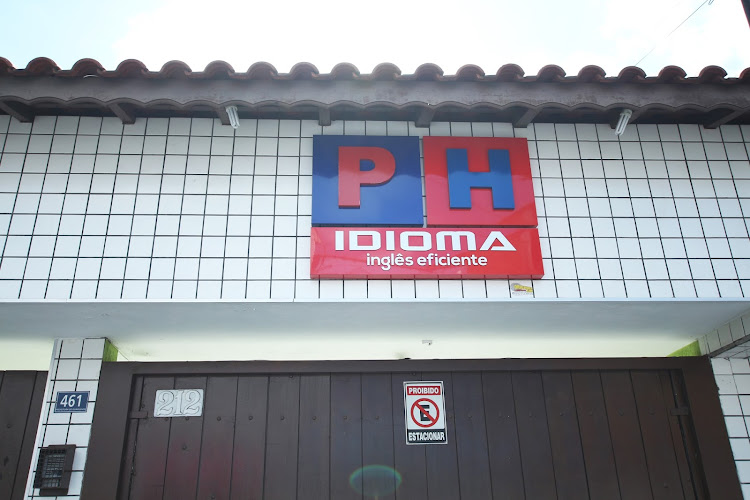 PH
IDIOMA
inglês eficiente
461
212
PROIBIDO
E
ESTACIONAR